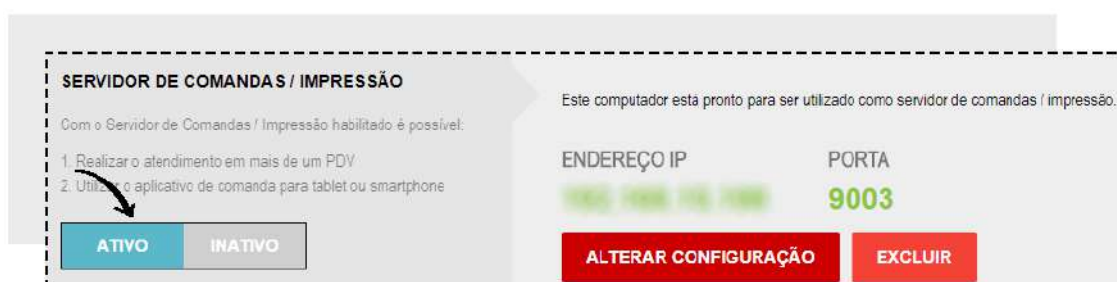 SERVIDOR DE COMANDAS / IMPRESSÃO
Com o Servidor de Comandas / Impressão habilitado é possível:
1. Realizar o atendimento em mais de um PDV
2. Utilizar o aplicativo de comanda para tablet ou smartphone
ATIVO
INATIVO
Este computador está pronto para ser utilizado como servidor de comandas / impressão.
ENDEREÇO IP
PORTA
9003
ALTERAR CONFIGURAÇÃO
EXCLUIR